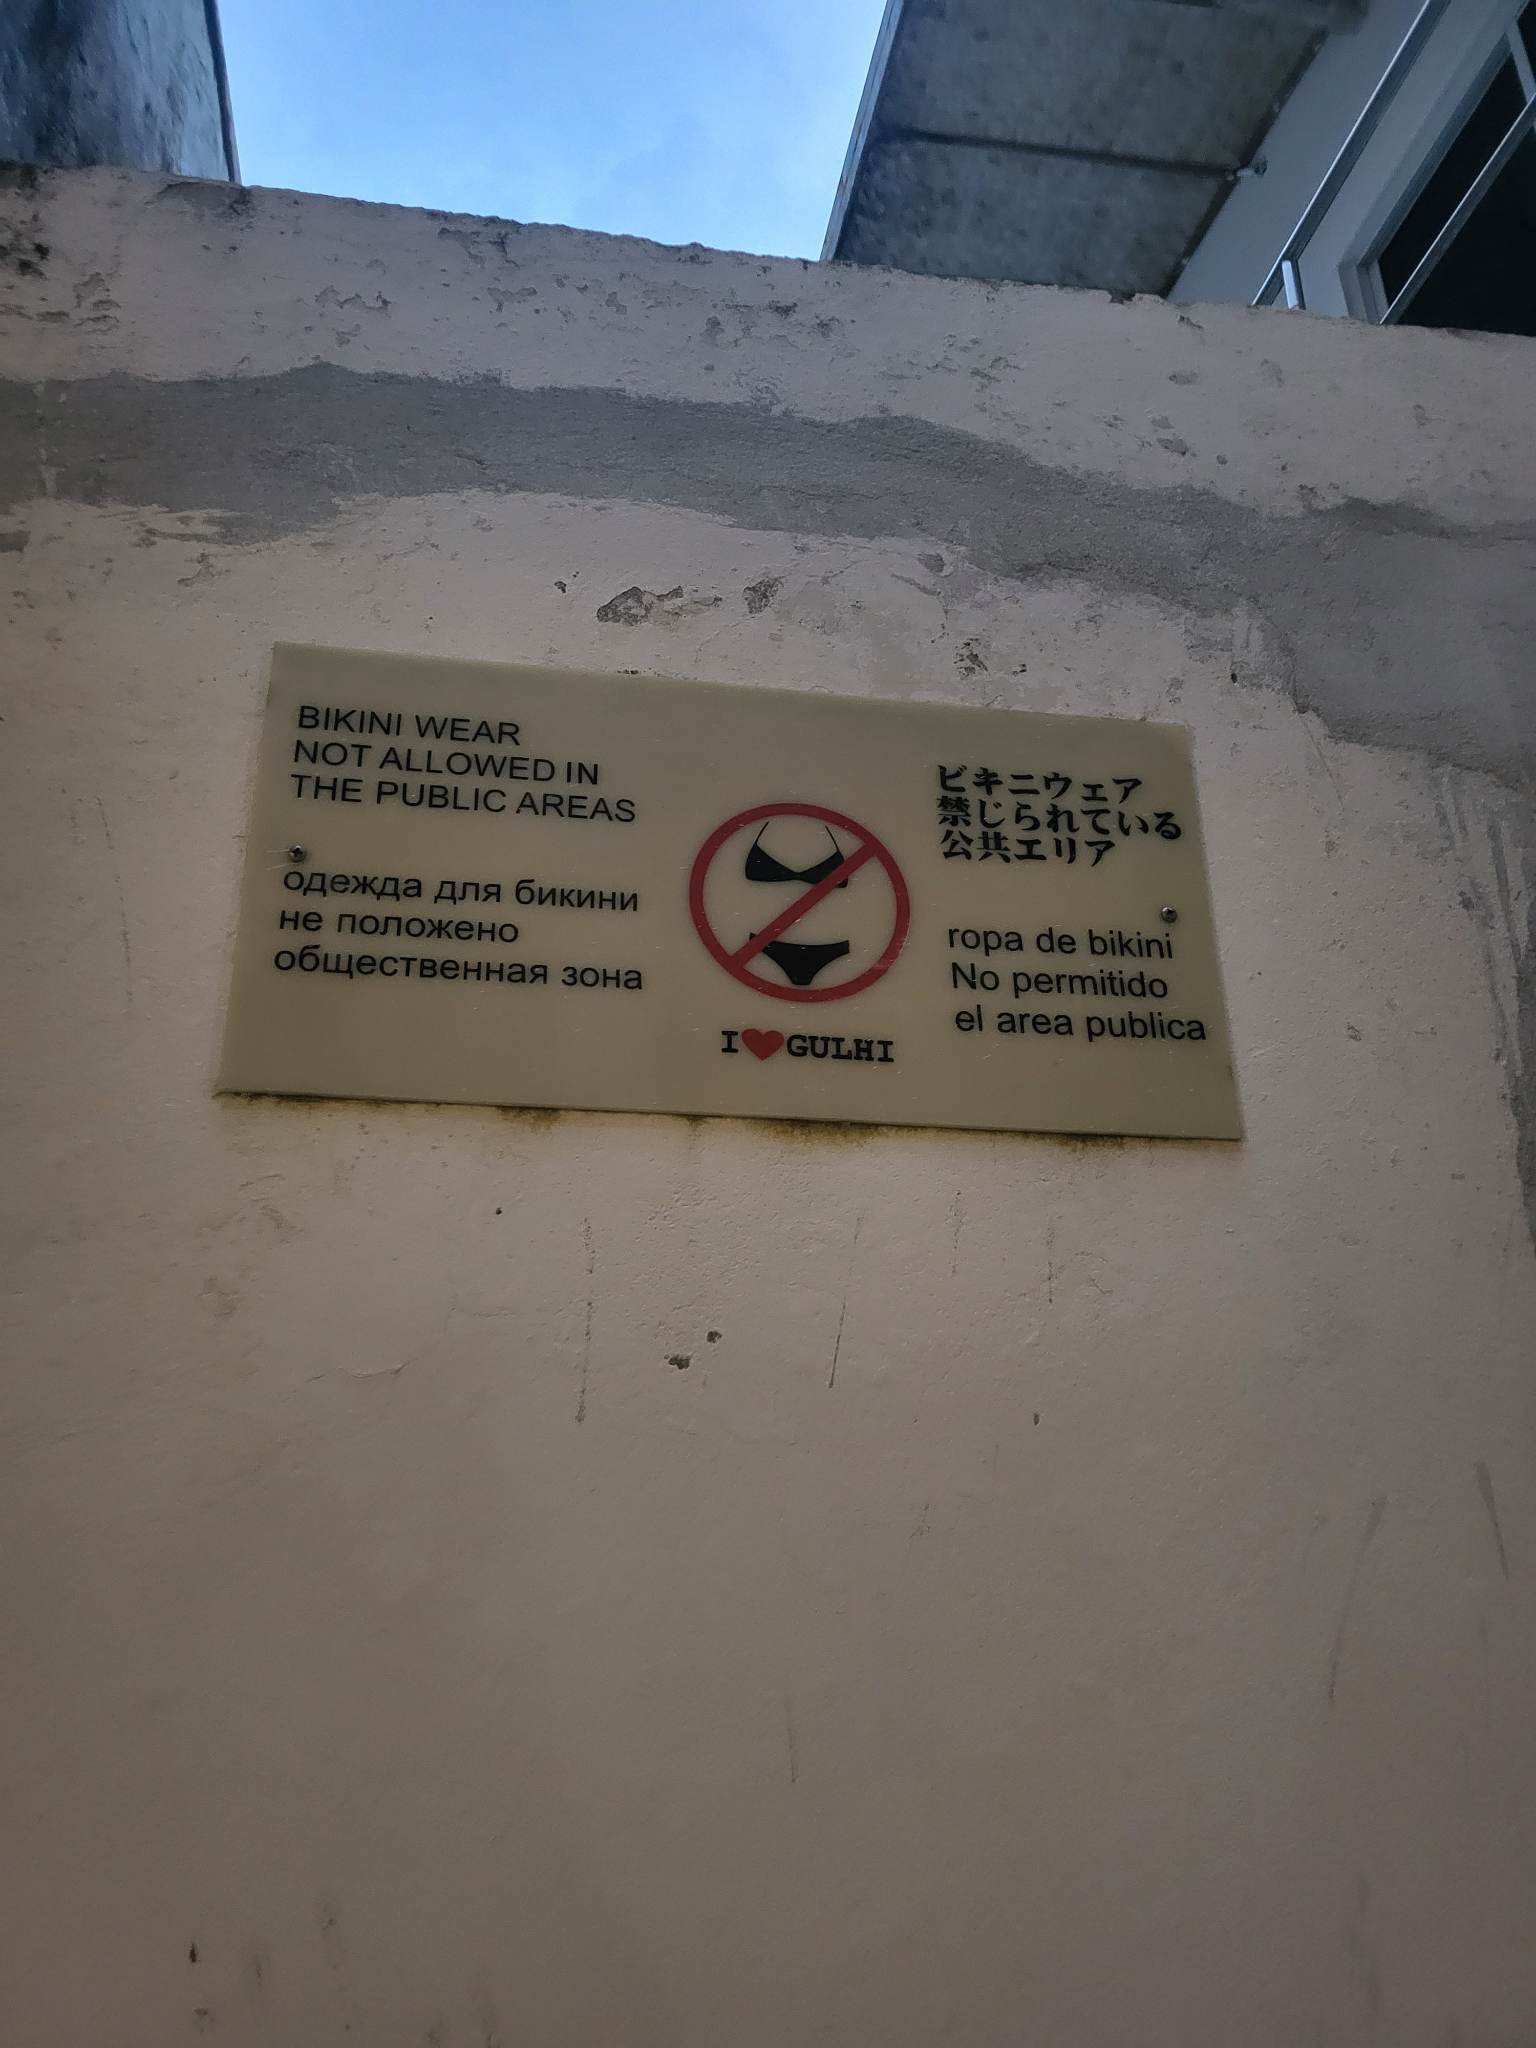 BIKINI WEAR
NOT ALLOWED IN
THE PUBLIC AREAS
одежда для бикини
не положено
общественная зона
I ❤ GULHI
ビキニウェア
禁じられている
公共エリア
ropa de bikini
No permitido
el area publica